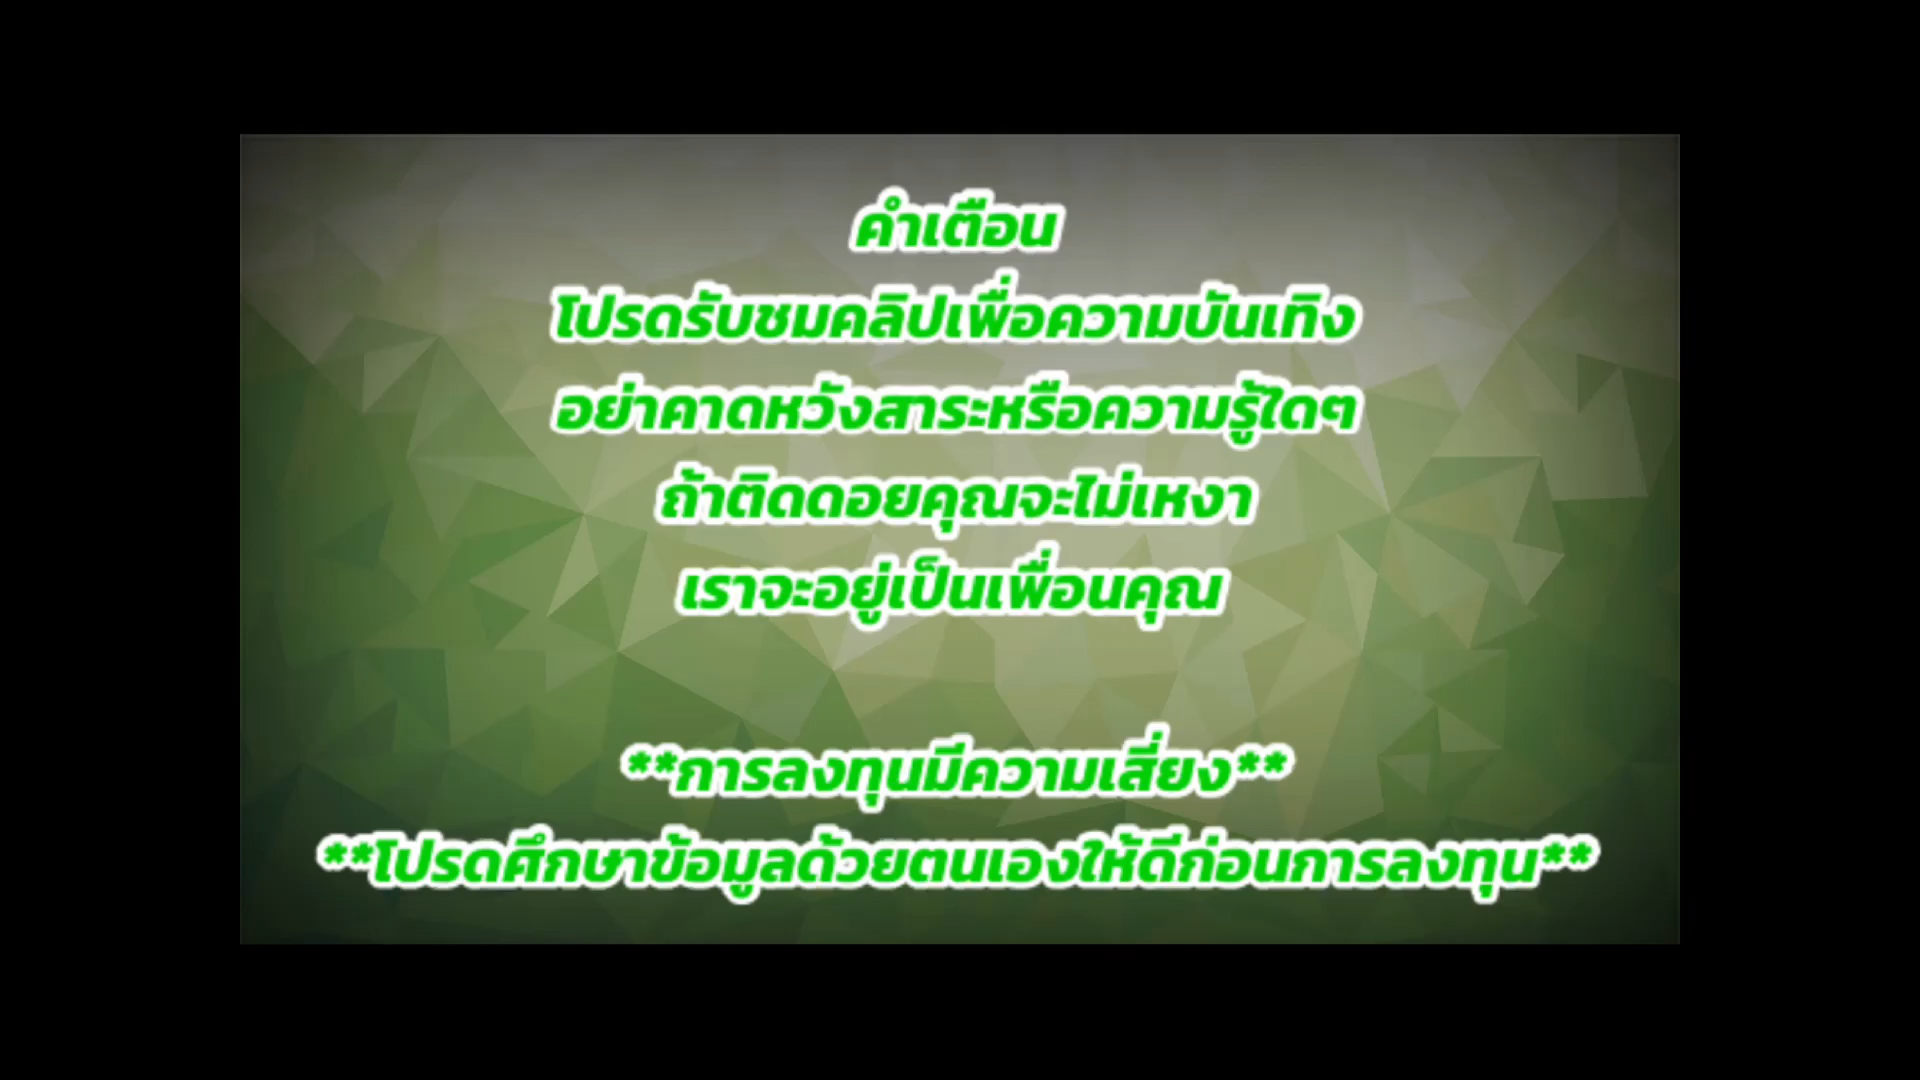 คำเตือน
โปรดรับชมคลิปเพื่อความบันเทิง
อย่าคาดหวังสาระหรือความรู้ใดๆ
ถ้าติดดอยคุณจะไม่เหงา
เราจะอยู่เป็นเพื่อนคุณ
**การลงทุนมีความเสี่ยง**
**โปรดศึกษาข้อมูลด้วยตนเองให้ดีก่อนการลงทุน**